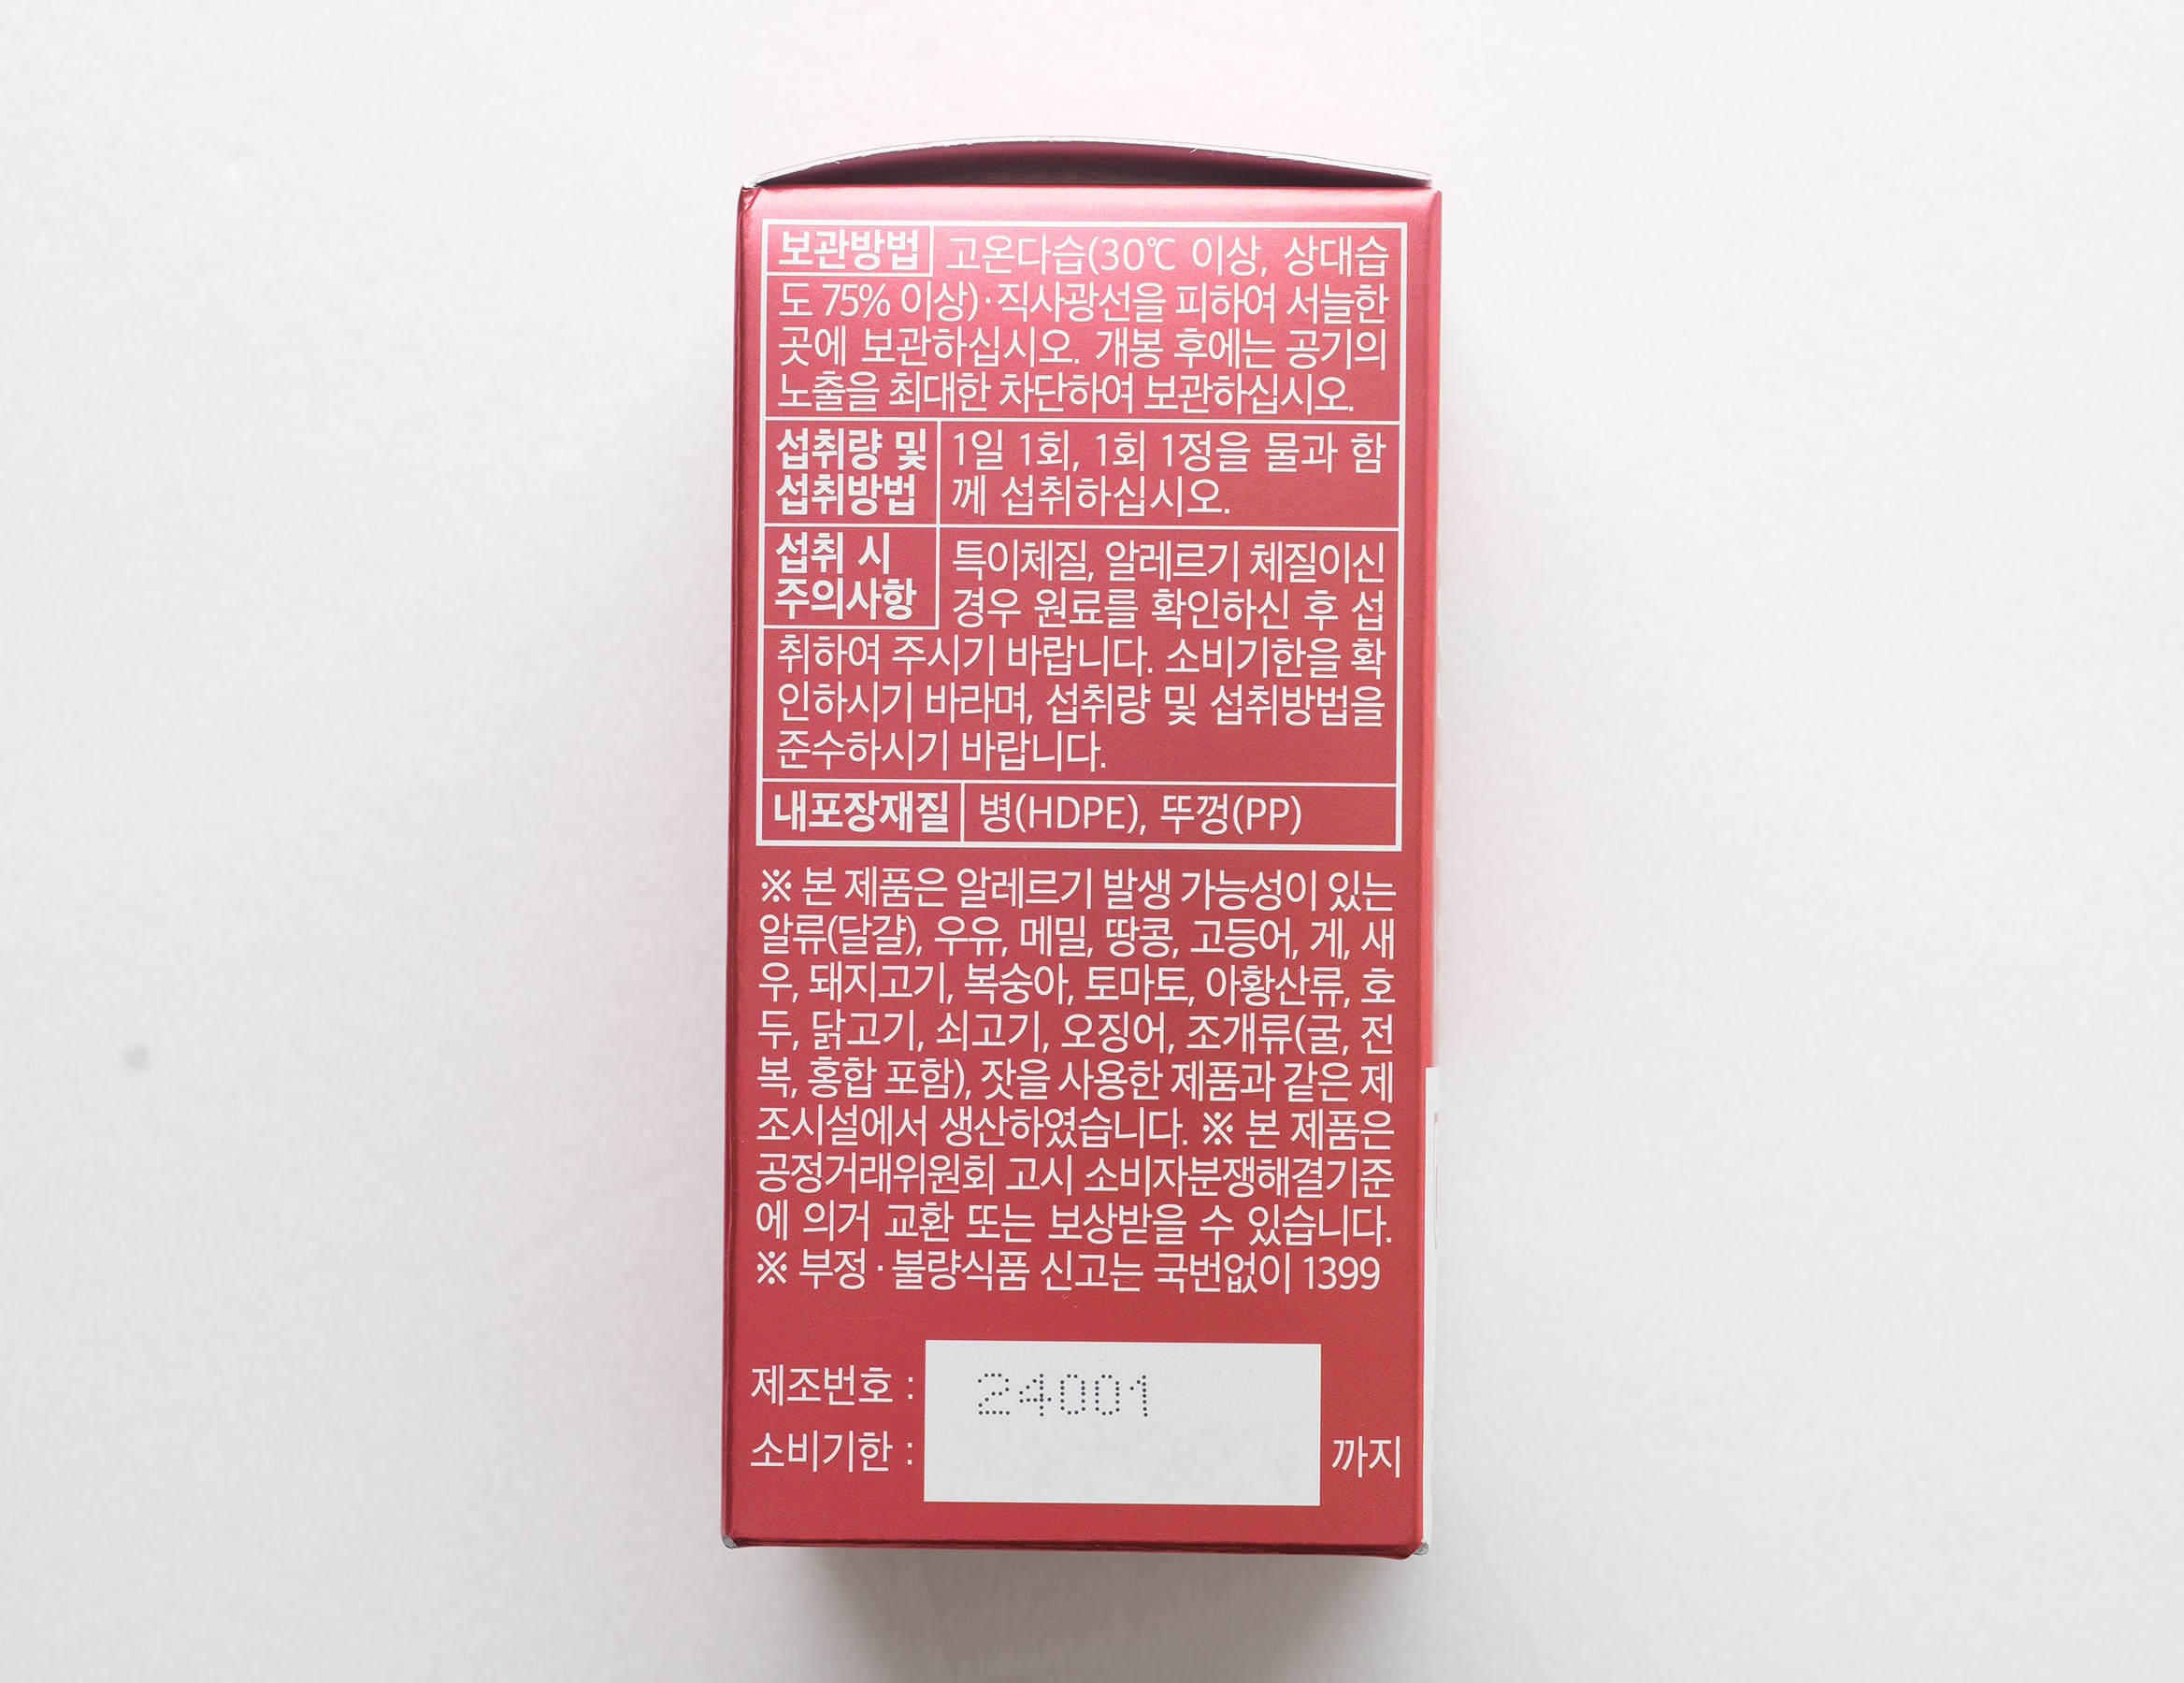 보관방법 고온다습(30℃ 이상, 상대습
도 75% 이상)·직사광선을 피하여 서늘한
곳에 보관하십시오. 개봉 후에는 공기의
노출을 최대한 차단하여 보관하십시오.
섭취량 및
섭취방법
1일 1회, 1회 1정을 물과 함
께 섭취하십시오.
섭취 시
주의사항
특이체질, 알레르기 체질이신
경우 원료를 확인하신 후 섭
취하여 주시기 바랍니다. 소비기한을 확
인하시기 바라며, 섭취량 및 섭취방법을
준수하시기 바랍니다.
내포장재질 병(HDPE), 뚜껑(PP)
※ 본 제품은 알레르기 발생 가능성이 있는
알류(달걀), 우유, 메밀, 땅콩, 고등어, 게, 새
우, 돼지고기, 복숭아, 토마토, 아황산류, 호
두, 닭고기, 쇠고기, 오징어, 조개류(굴, 전
복, 홍합 포함), 잣을 사용한 제품과 같은 제
조시설에서 생산하였습니다. ※ 본 제품은
공정거래위원회 고시 소비자분쟁해결기준
에 의거 교환 또는 보상받을 수 있습니다.
※ 부정·불량식품 신고는 국번없이 1399
제조번호 : 24001
소비기한 : 까지